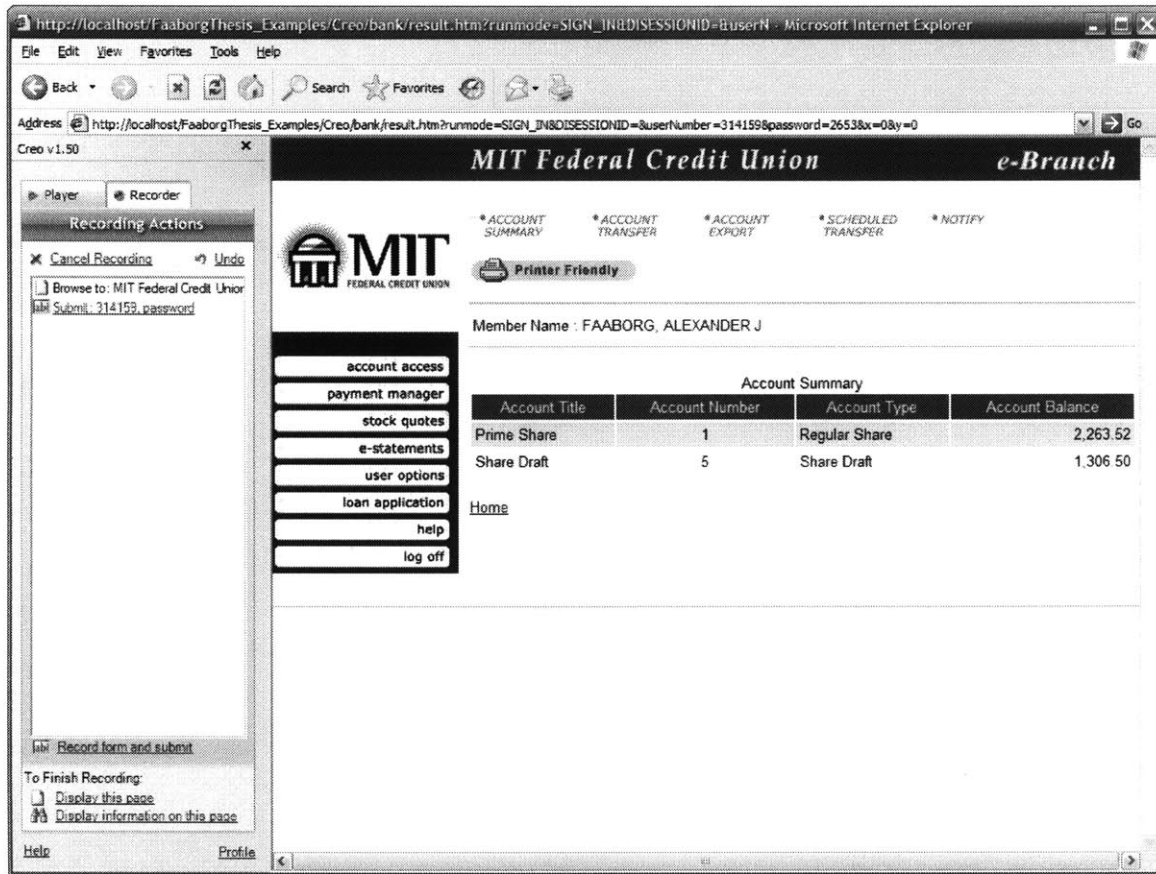 http://localhost/FaaborgThesis_Examples/Creo/bank/result.htm?runmode=SIGN_IN&DISESSIONID=&userN - Microsoft Internet Explorer
File Edit View Favorites Tools Help
Back Search Favorites
Address http://localhost/FaaborgThesis_Examples/Creo/bank/result.htm?runmode=SIGN_IN&DISESSIONID=&userNumber=314159&password=2653&x=0&y=0 Go
Creo v1.50 x
Player Recorder
Recording Actions
Cancel Recording Undo
Browse to: MIT Federal Credit Union
Submit: 314159, password
Record form and submit
To Finish Recording:
Display this page
Display information on this page
Help Profile
MIT Federal Credit Union e-Branch
MIT
FEDERAL CREDIT UNION
* ACCOUNT SUMMARY * ACCOUNT TRANSFER * ACCOUNT EXPORT * SCHEDULED TRANSFER * NOTIFY
Printer Friendly
account access
payment manager
stock quotes
e-statements
user options
loan application
help
log off
Member Name : FAABORG, ALEXANDER J
Account Summary
Account Title Account Number Account Type Account Balance
Prime Share 1 Regular Share 2,263.52
Share Draft 5 Share Draft 1,306.50
Home